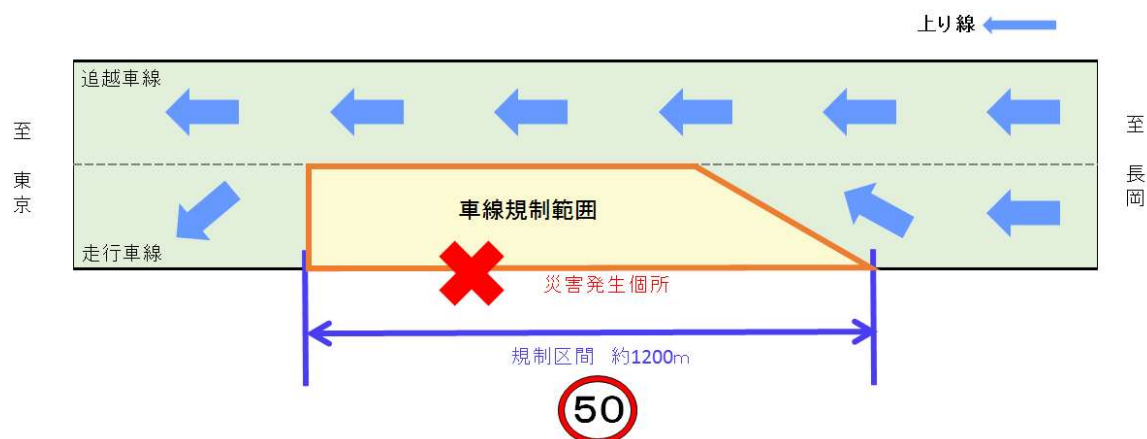 上り線
追越車線
至 東京
至 長岡
車線規制範囲
走行車線
災害発生個所
規制区間 約1200m
50